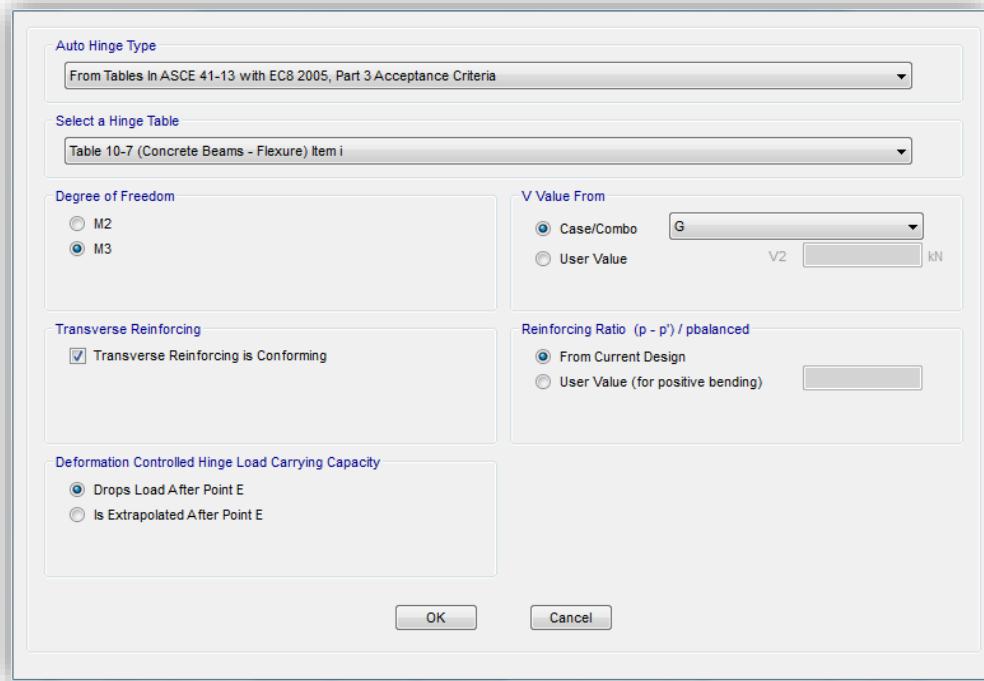 Auto Hinge Type
From Tables In ASCE 41-13 with EC8 2005, Part 3 Acceptance Criteria
Select a Hinge Table
Table 10-7 (Concrete Beams - Flexure) Item i
Degree of Freedom
M2
M3
V Value From
Case/Combo G
User Value V2 kN
Transverse Reinforcing
Transverse Reinforcing is Conforming
Reinforcing Ratio (p - p') / pbalanced
From Current Design
User Value (for positive bending)
Deformation Controlled Hinge Load Carrying Capacity
Drops Load After Point E
Is Extrapolated After Point E
OK Cancel